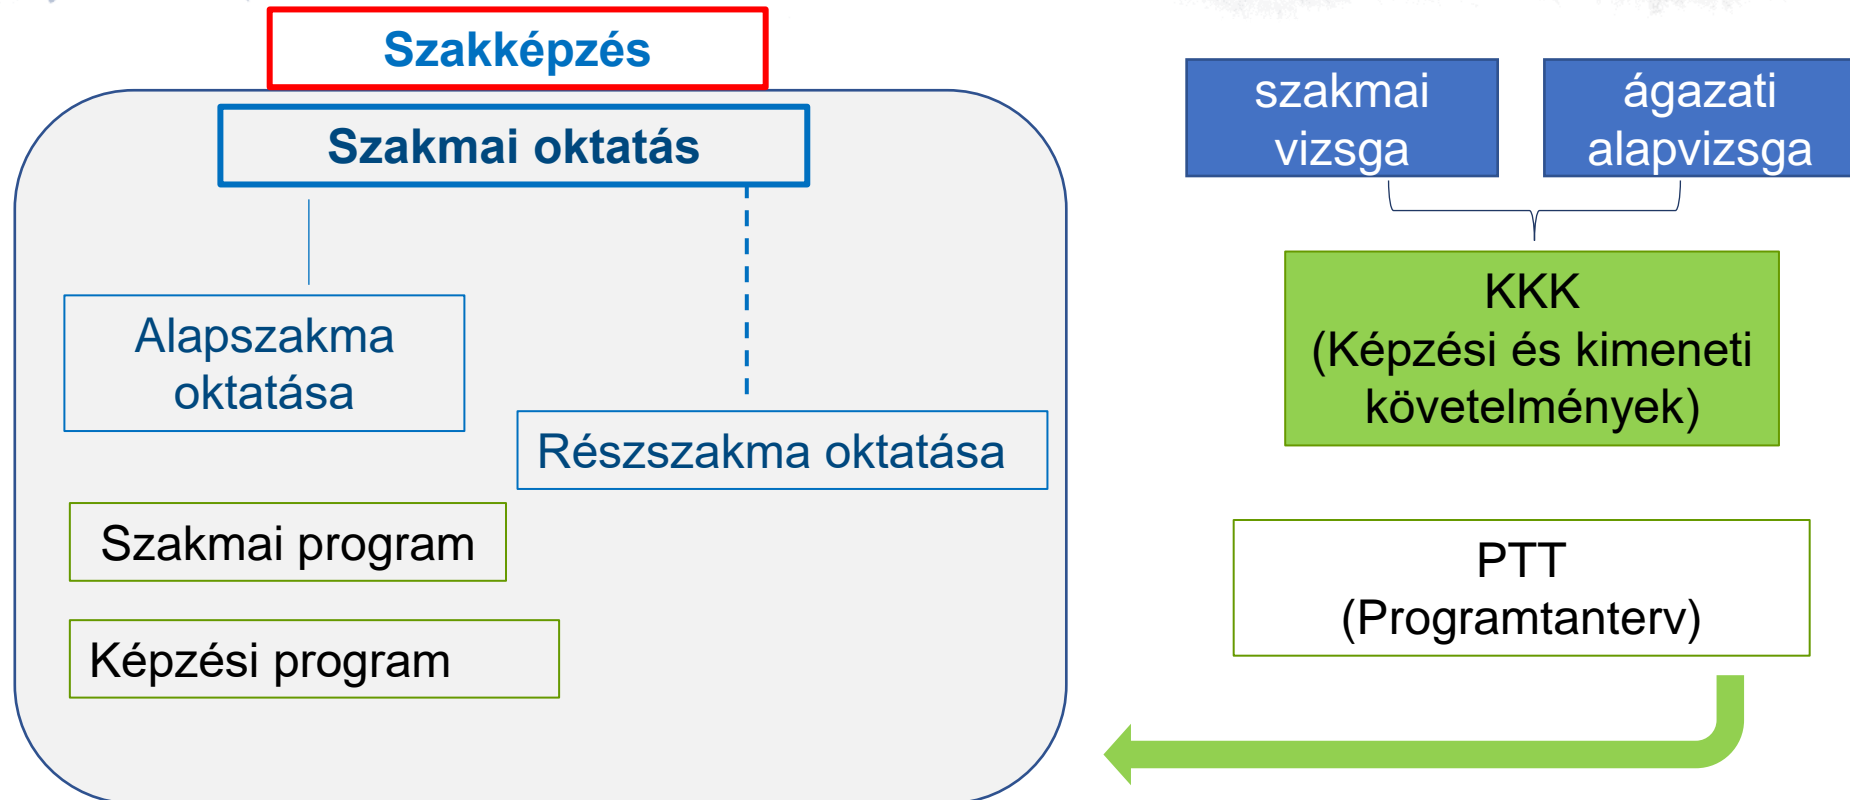 Szakképzés
Szakmai oktatás
Alapszakma
oktatása
Részszakma oktatása
Szakmai program
Képzési program
szakmai
vizsga
ágazati
alapvizsga
KKK
(Képzési és kimeneti
követelmények)
PTT
(Programtanterv)